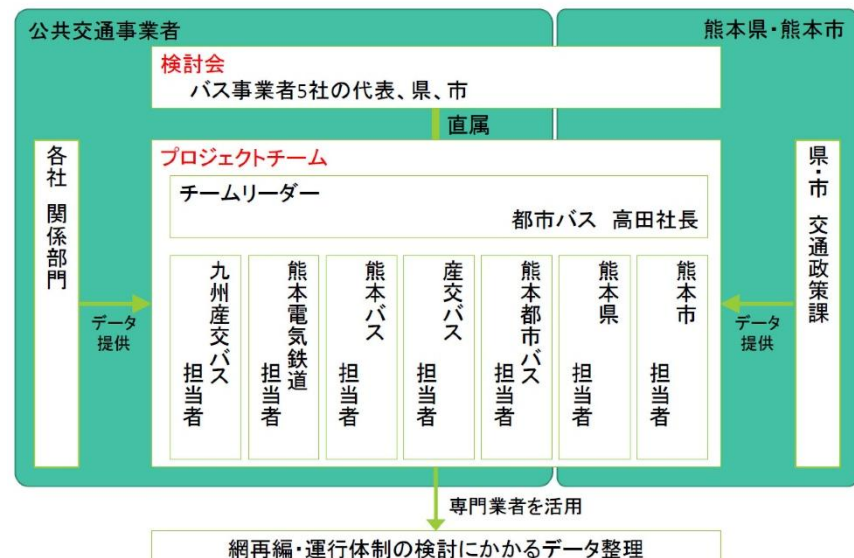 公共交通事業者
熊本県・熊本市
検討会
バス事業者5社の代表、県、市
直属
プロジェクトチーム
チームリーダー
都市バス 高田社長
各社 関係部門
データ
提供
九州産交バス
担当者
熊本電気鉄道
担当者
熊本バス
担当者
産交バス
担当者
熊本都市バス
担当者
熊本県
担当者
熊本市
担当者
県・市 交通政策課
データ
提供
専門業者を活用
網再編・運行体制の検討にかかるデータ整理